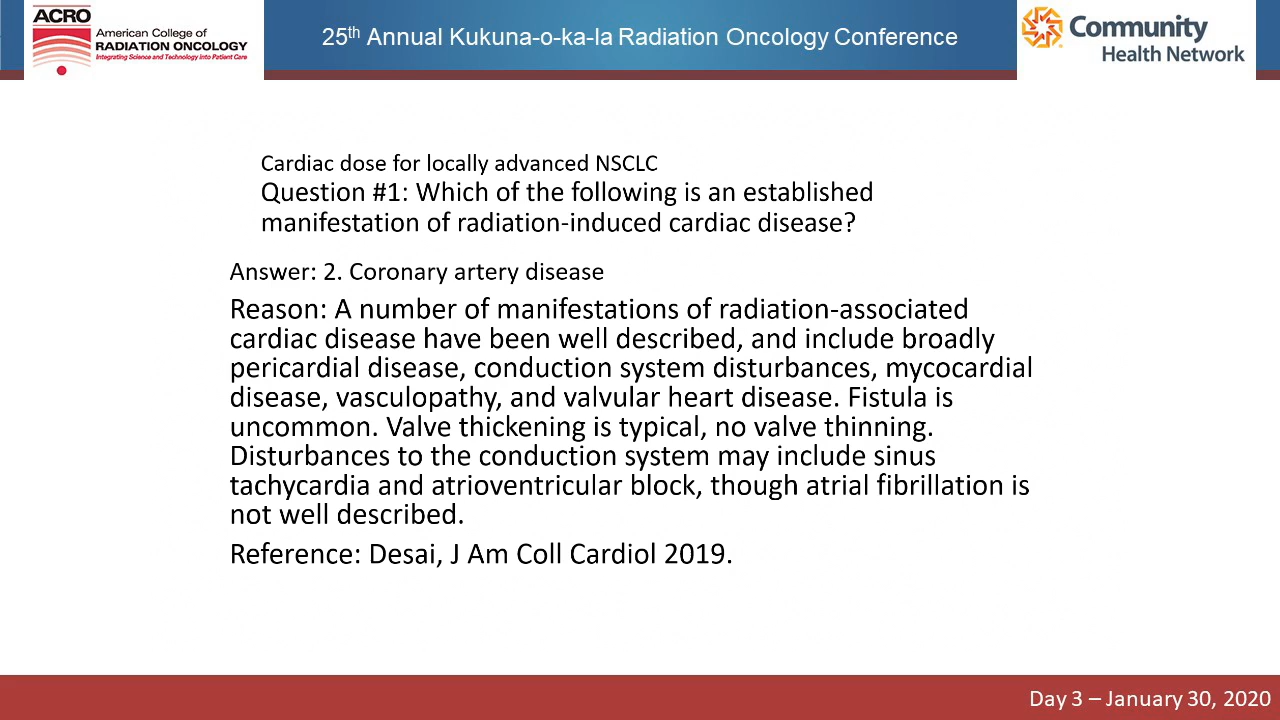 ACRO
American College of
RADIATION ONCOLOGY
Integrating Science and Technology into Patient Care
25th Annual Kukuna-o-ka-la Radiation Oncology Conference
Community
Health Network
Cardiac dose for locally advanced NSCLC
Question #1: Which of the following is an established
manifestation of radiation-induced cardiac disease?
Answer: 2. Coronary artery disease
Reason: A number of manifestations of radiation-associated
cardiac disease have been well described, and include broadly
pericardial disease, conduction system disturbances, mycocardial
disease, vasculopathy, and valvular heart disease. Fistula is
uncommon. Valve thickening is typical, no valve thinning.
Disturbances to the conduction system may include sinus
tachycardia and atrioventricular block, though atrial fibrillation is
not well described.
Reference: Desai, J Am Coll Cardiol 2019.
Day 3 – January 30, 2020